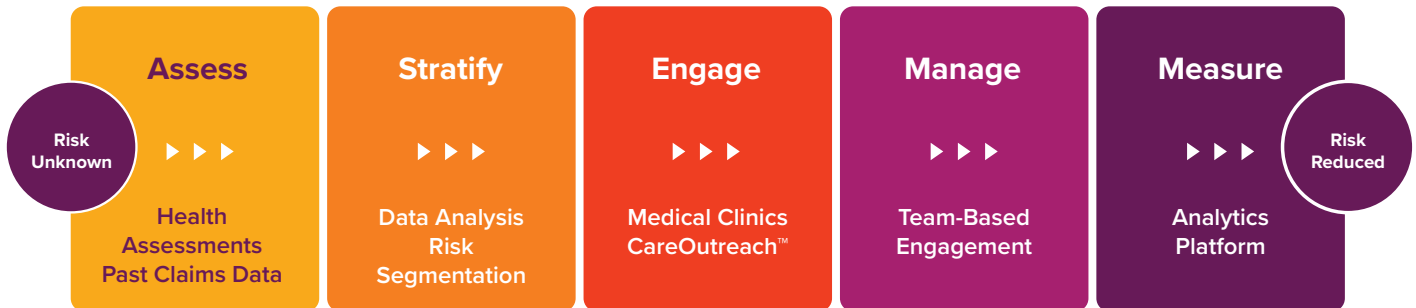 Risk
Unknown
Assess
Health
Assessments
Past Claims Data
Stratify
Data Analysis
Risk
Segmentation
Engage
Medical Clinics
CareOutreach™
Manage
Team-Based
Engagement
Measure
Analytics
Platform
Risk
Reduced